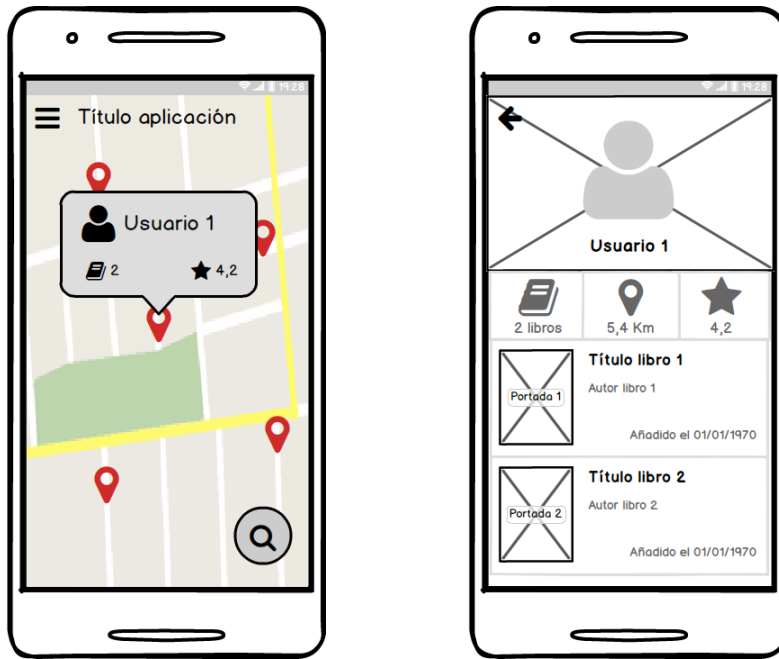 19:28
Título aplicación
Usuario 1
2
4,2
19:28
Usuario 1
2 libros
5,4 Km
4,2
Título libro 1
Autor libro 1
Portada 1
Añadido el 01/01/1970
Título libro 2
Autor libro 2
Portada 2
Añadido el 01/01/1970